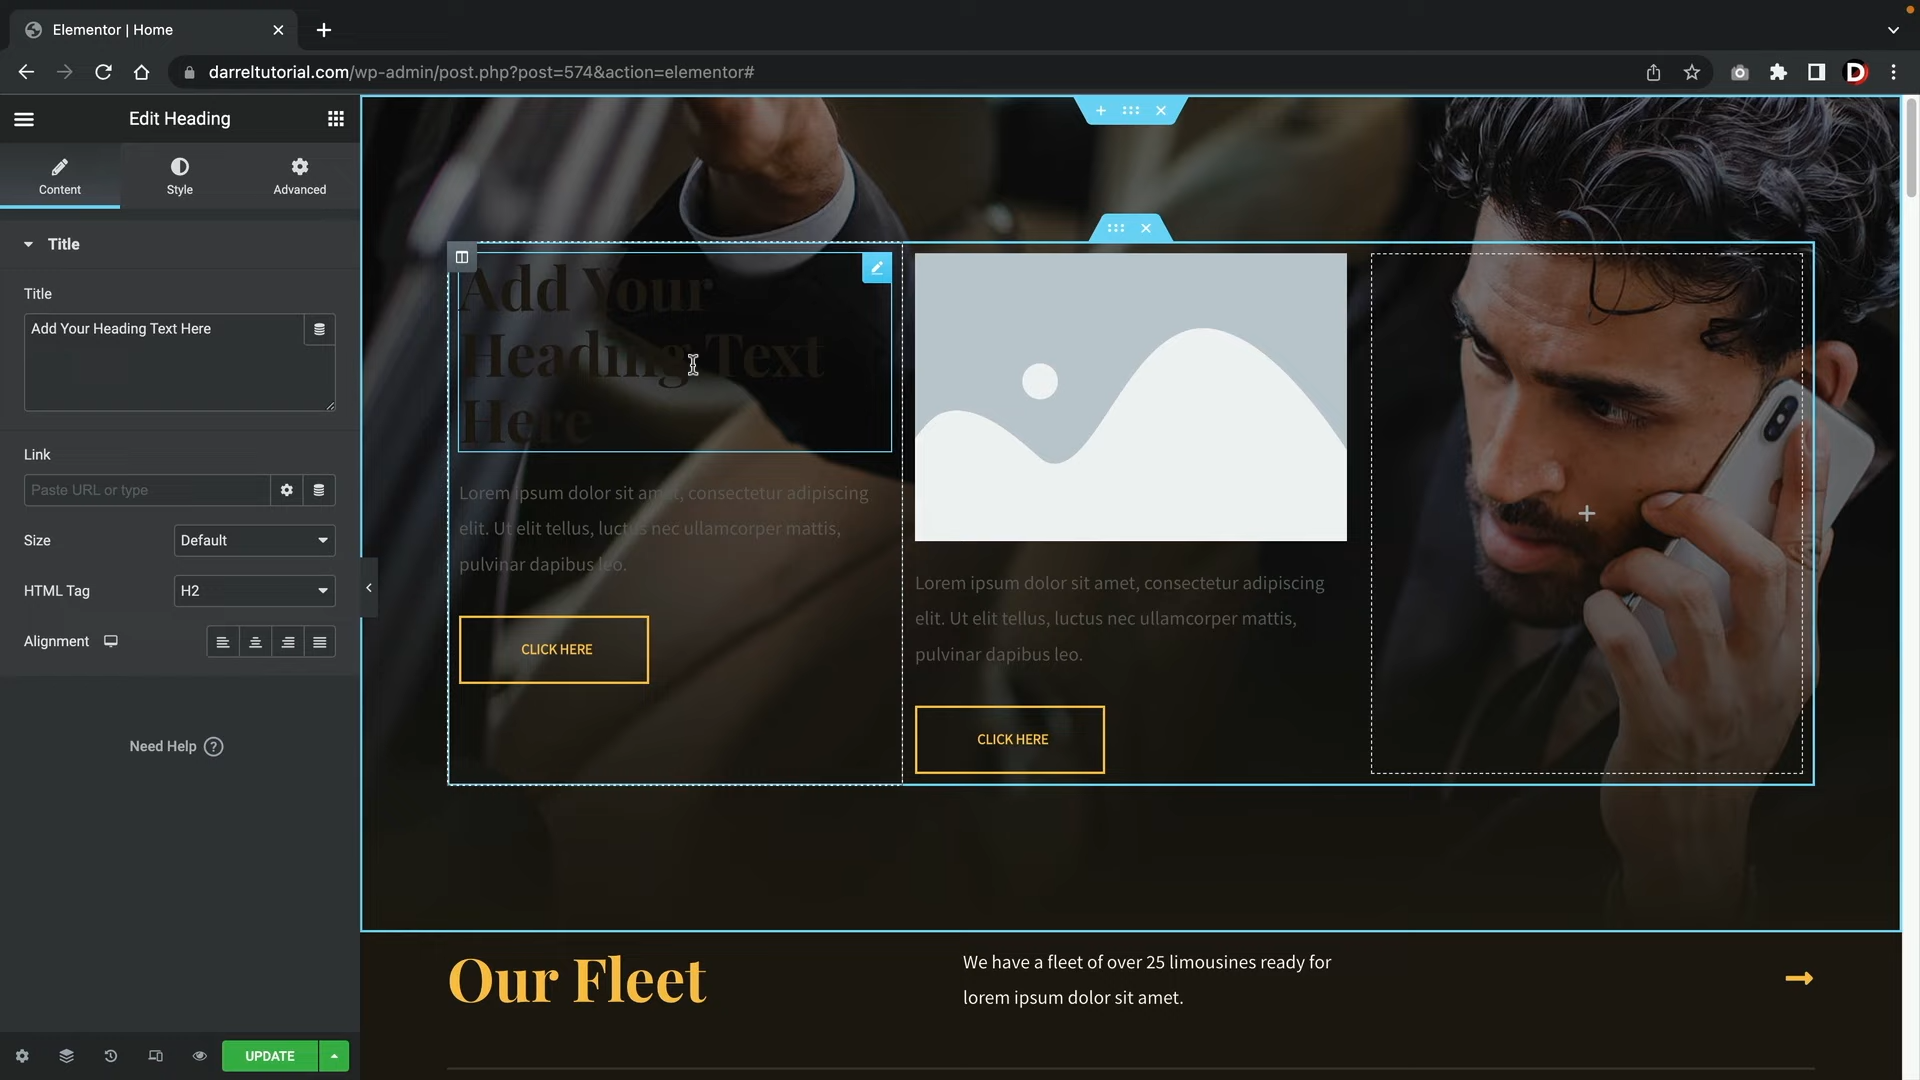 Elementor | Home
darreltutorial.com/wp-admin/post.php?post=574&action=elementor#
Edit Heading
Content
Style
Advanced
Title
Title
Add Your Heading Text Here
Link
Paste URL or type
Size
Default
HTML Tag
H2
Alignment
Need Help ?
UPDATE
Add Your
Heading Text
Here
Lorem ipsum dolor sit amet, consectetur adipiscing
elit. Ut elit tellus, luctus nec ullamcorper mattis,
pulvinar dapibus leo.
CLICK HERE
Lorem ipsum dolor sit amet, consectetur adipiscing
elit. Ut elit tellus, luctus nec ullamcorper mattis,
pulvinar dapibus leo.
CLICK HERE
Our Fleet
We have a fleet of over 25 limousines ready for
lorem ipsum dolor sit amet.